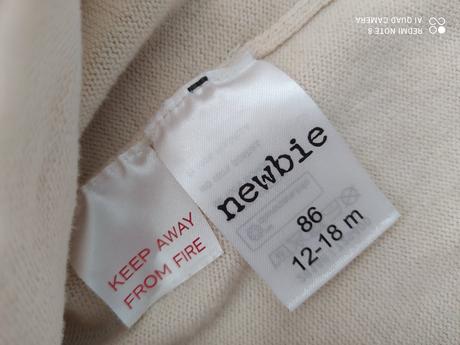 newbie
86
12-18 m
KEEP AWAY
FROM FIRE
REDMI NOTE 8
AI QUAD CAMERA